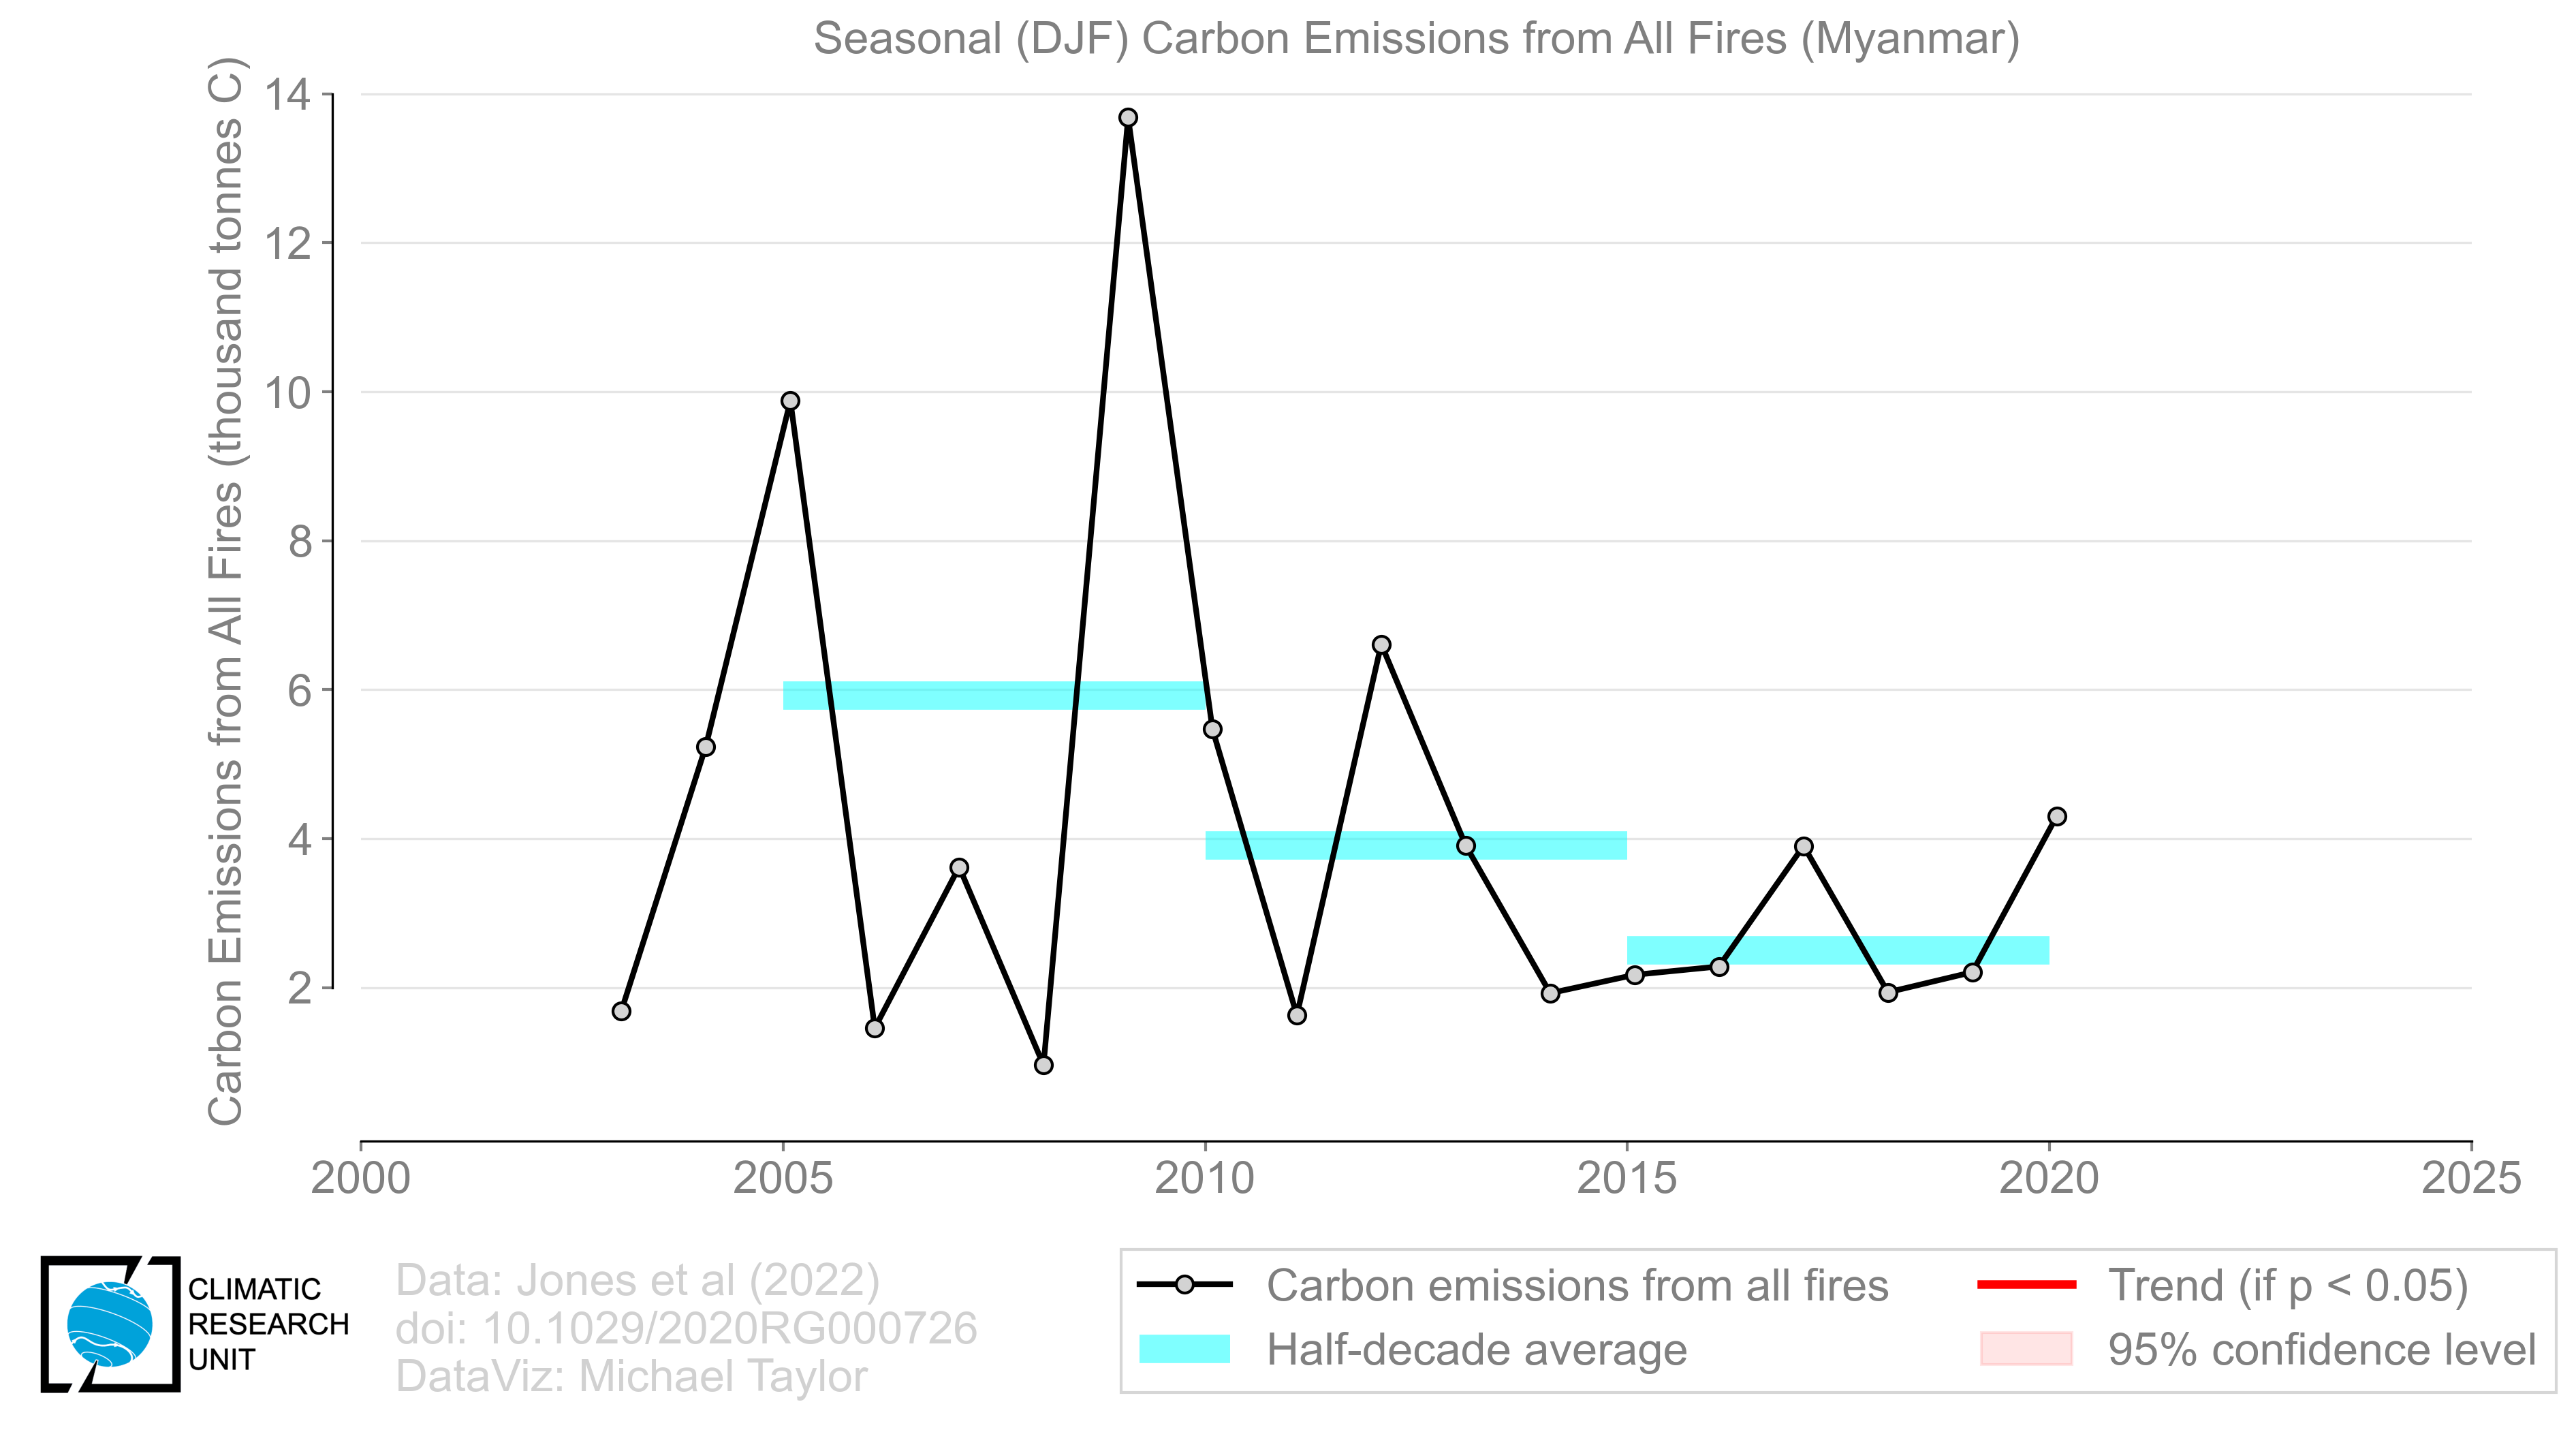 Seasonal (DJF) Carbon Emissions from All Fires (Myanmar)
Carbon Emissions from All Fires (thousand tonnes C)
14
12
10
8
6
4
2
2000
2005
2010
2015
2020
2025
CLIMATIC
RESEARCH
UNIT
Data: Jones et al (2022)
doi: 10.1029/2020RG000726
DataViz: Michael Taylor
Carbon emissions from all fires
Half-decade average
Trend (if p < 0.05)
95% confidence level